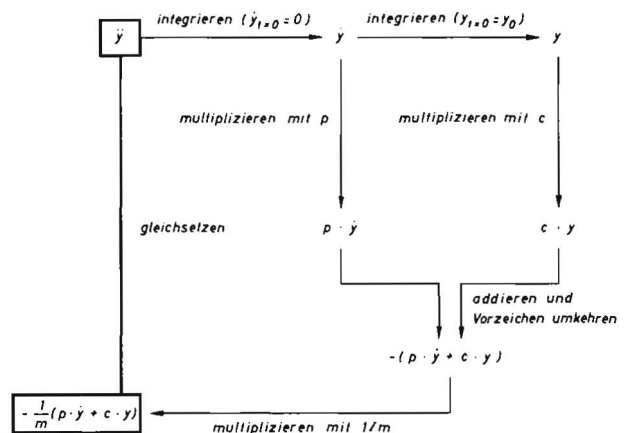 integrieren (ẏₜ₌₀ = 0)
integrieren (yₜ₌₀ = y₀)
ÿ
ẏ
y
multiplizieren mit p
multiplizieren mit c
gleichsetzen
p · ẏ
c · y
addieren und
Vorzeichen umkehren
-(p · ẏ + c · y)
- 1/m (p · ẏ + c · y)
multiplizieren mit 1/m